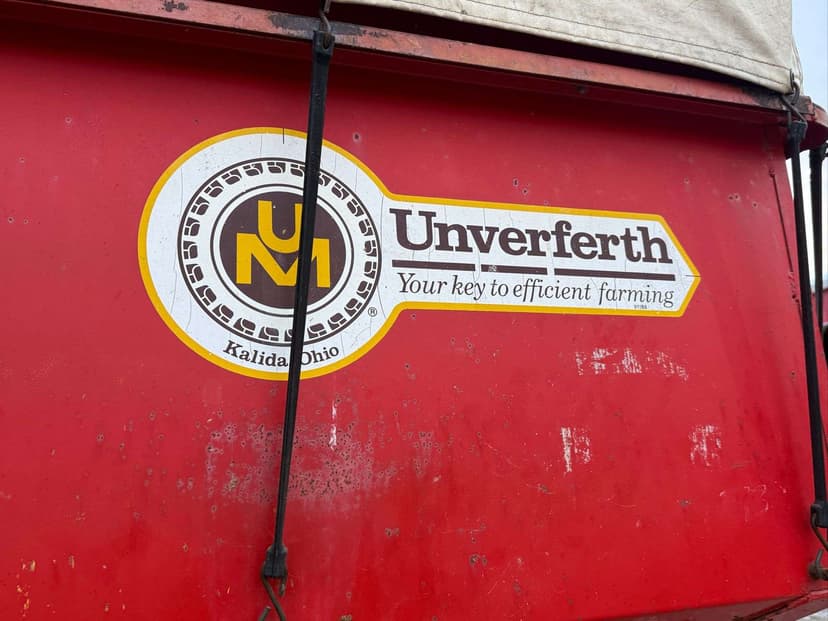 UM
Unverferth
Your key to efficient farming
®
Kalida, Ohio